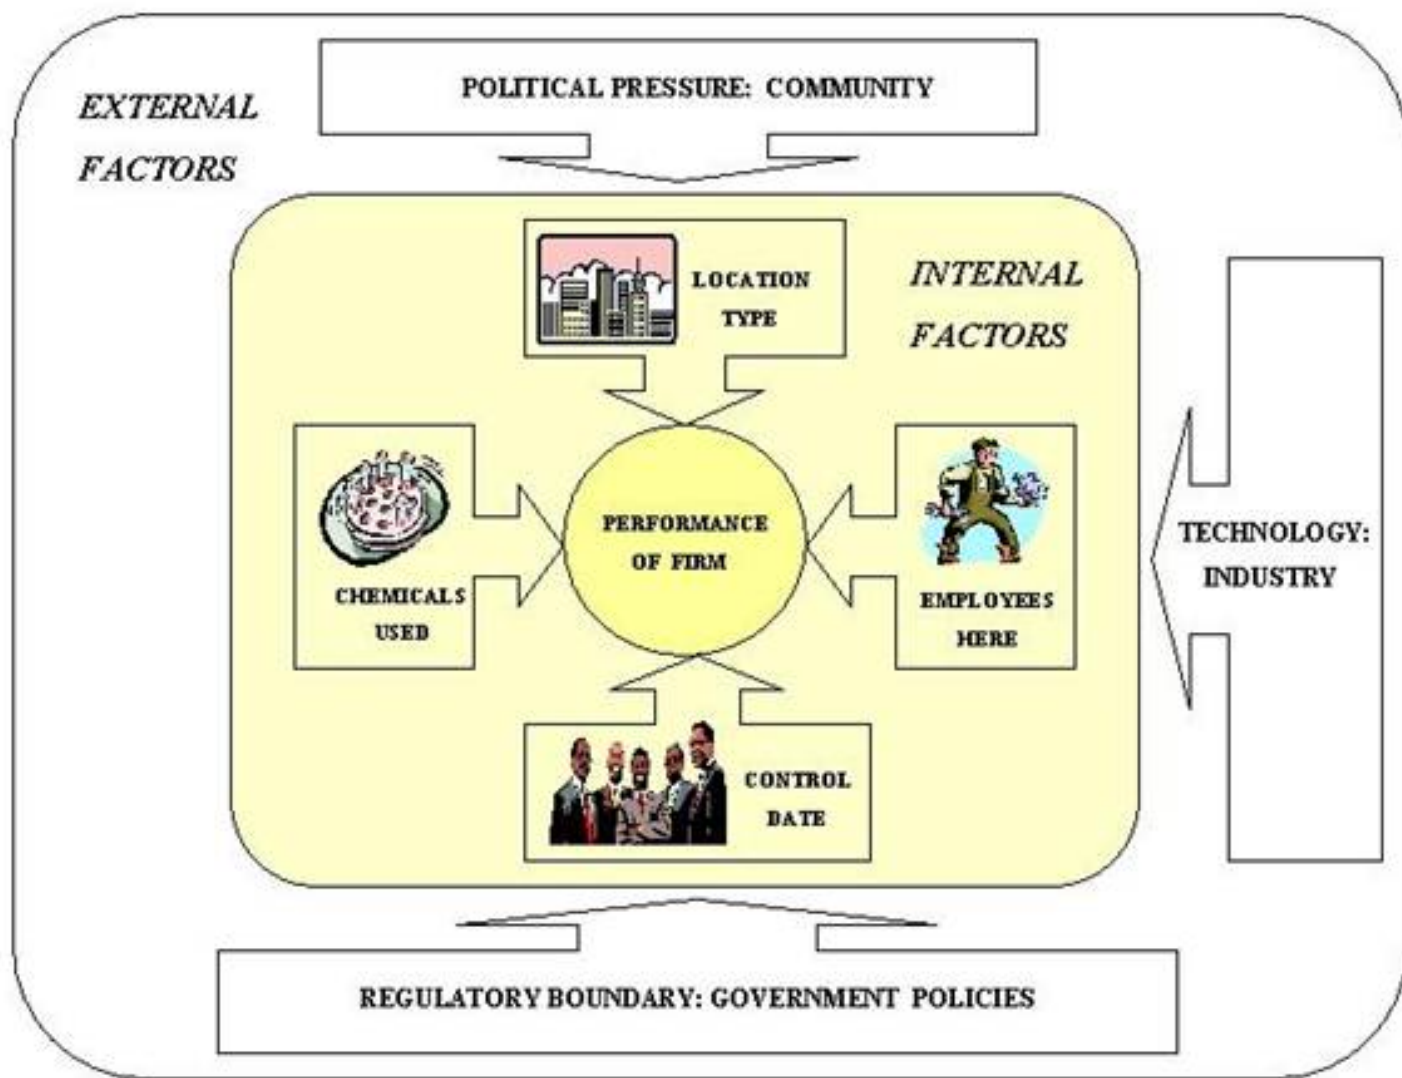 POLITICAL PRESSURE: COMMUNITY
EXTERNAL
FACTORS
LOCATION
TYPE
INTERNAL
FACTORS
CHEMICALS
USED
PERFORMANCE
OF FIRM
EMPLOYEES
HERE
TECHNOLOGY:
INDUSTRY
CONTROL
DATE
REGULATORY BOUNDARY: GOVERNMENT POLICIES